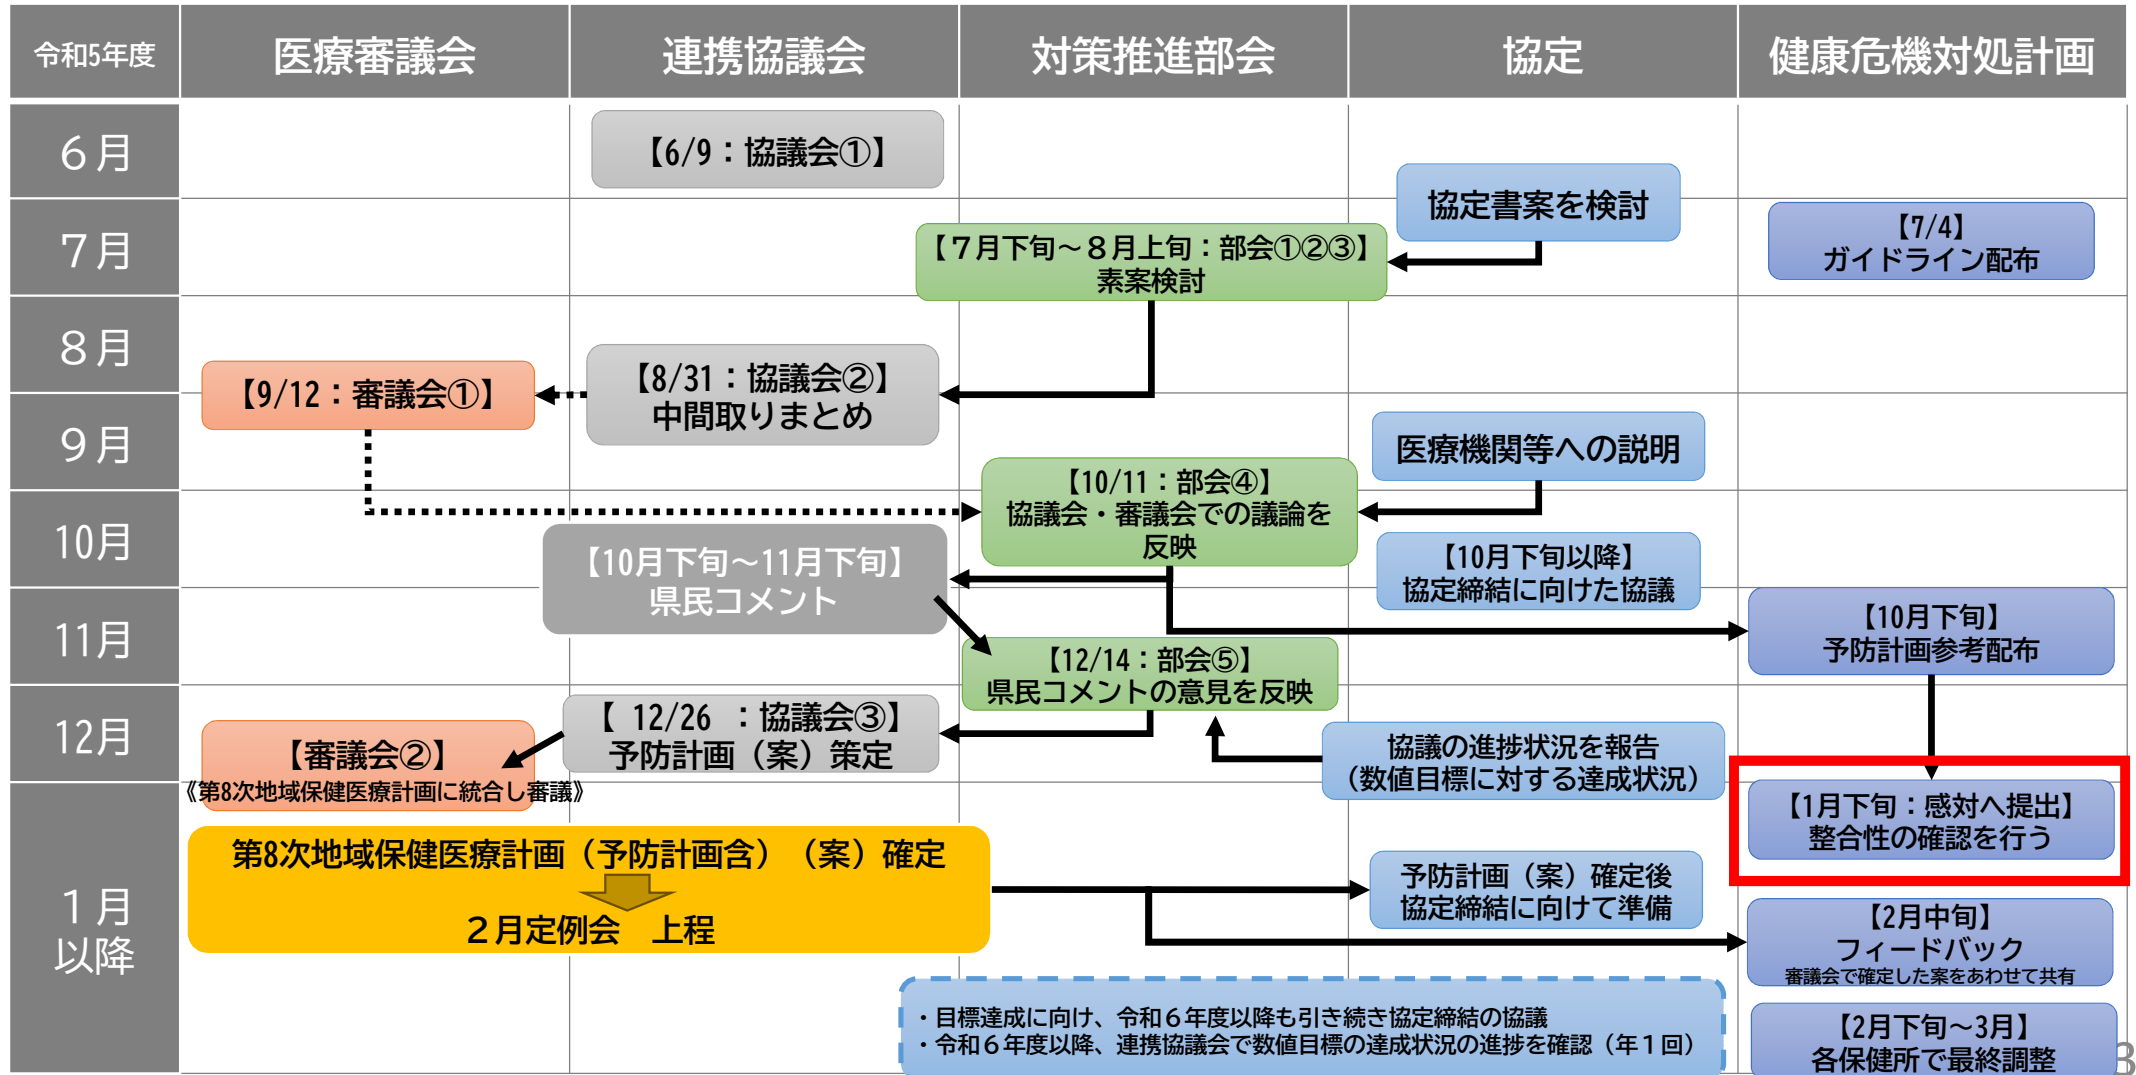 令和5年度
医療審議会
連携協議会
対策推進部会
協定
健康危機対処計画
６月
【6/9：協議会①】
協定書案を検討
７月
【７月下旬～８月上旬：部会①②③】
素案検討
【7/4】
ガイドライン配布
８月
【9/12：審議会①】
【8/31：協議会②】
中間取りまとめ
９月
医療機関等への説明
【10/11：部会④】
協議会・審議会での議論を
反映
10月
【10月下旬～11月下旬】
県民コメント
【10月下旬以降】
協定締結に向けた協議
11月
【12/14：部会⑤】
県民コメントの意見を反映
【10月下旬】
予防計画参考配布
12月
【審議会②】
《第8次地域保健医療計画に統合し審議》
【 12/26 ：協議会③】
予防計画（案）策定
協議の進捗状況を報告
（数値目標に対する達成状況）
【1月下旬：感対へ提出】
整合性の確認を行う
１月
以降
第8次地域保健医療計画（予防計画含）（案）確定
２月定例会　上程
予防計画（案）確定後
協定締結に向けて準備
【2月中旬】
フィードバック
審議会で確定した案をあわせて共有
・目標達成に向け、令和６年度以降も引き続き協定締結の協議
・令和６年度以降、連携協議会で数値目標の達成状況の進捗を確認（年１回）
【2月下旬～3月】
各保健所で最終調整
3